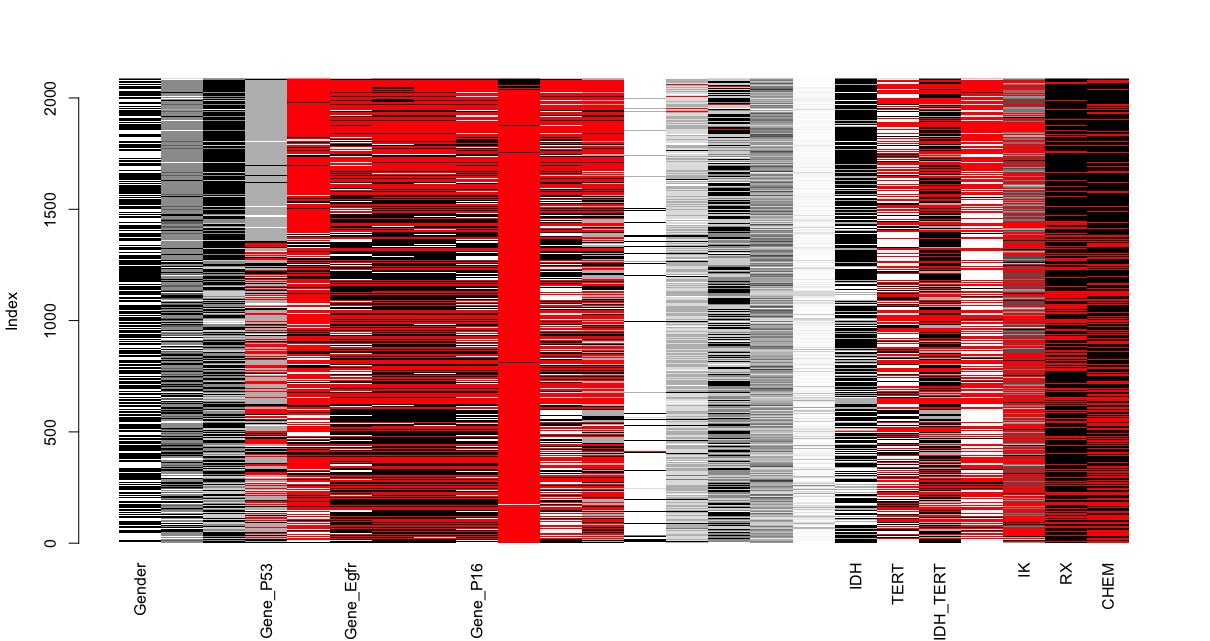 2000
1500
1000
500
0
Index
Gender
Gene_P53
Gene_Egfr
Gene_P16
IDH
TERT
IDH_TERT
IK
RX
CHEM